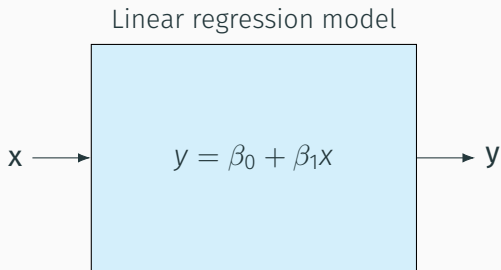 Linear regression model
x y = β₀ + β₁x y